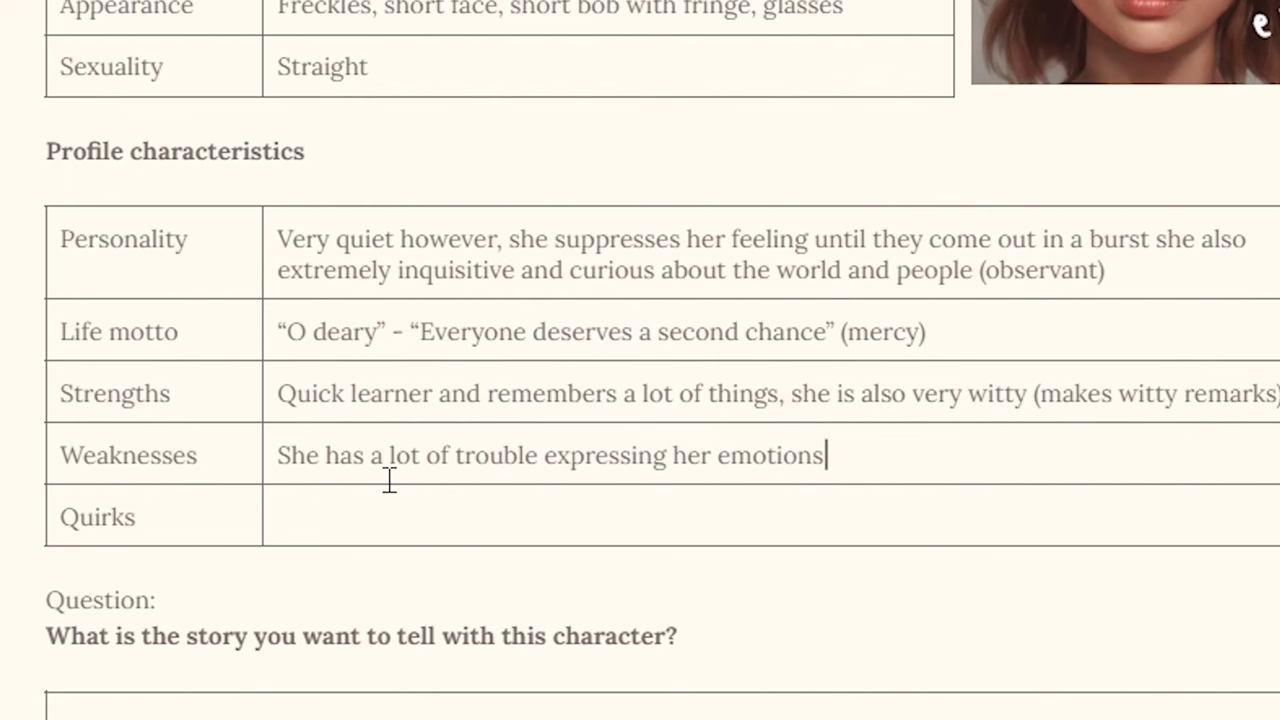 Appearance
Freckles, short face, short bob with fringe, glasses
Sexuality
Straight
Profile characteristics
Personality
Very quiet however, she suppresses her feeling until they come out in a burst she also
extremely inquisitive and curious about the world and people (observant)
Life motto
“O deary” - “Everyone deserves a second chance” (mercy)
Strengths
Quick learner and remembers a lot of things, she is also very witty (makes witty remarks)
Weaknesses
She has a lot of trouble expressing her emotions
Quirks
Question:
What is the story you want to tell with this character?